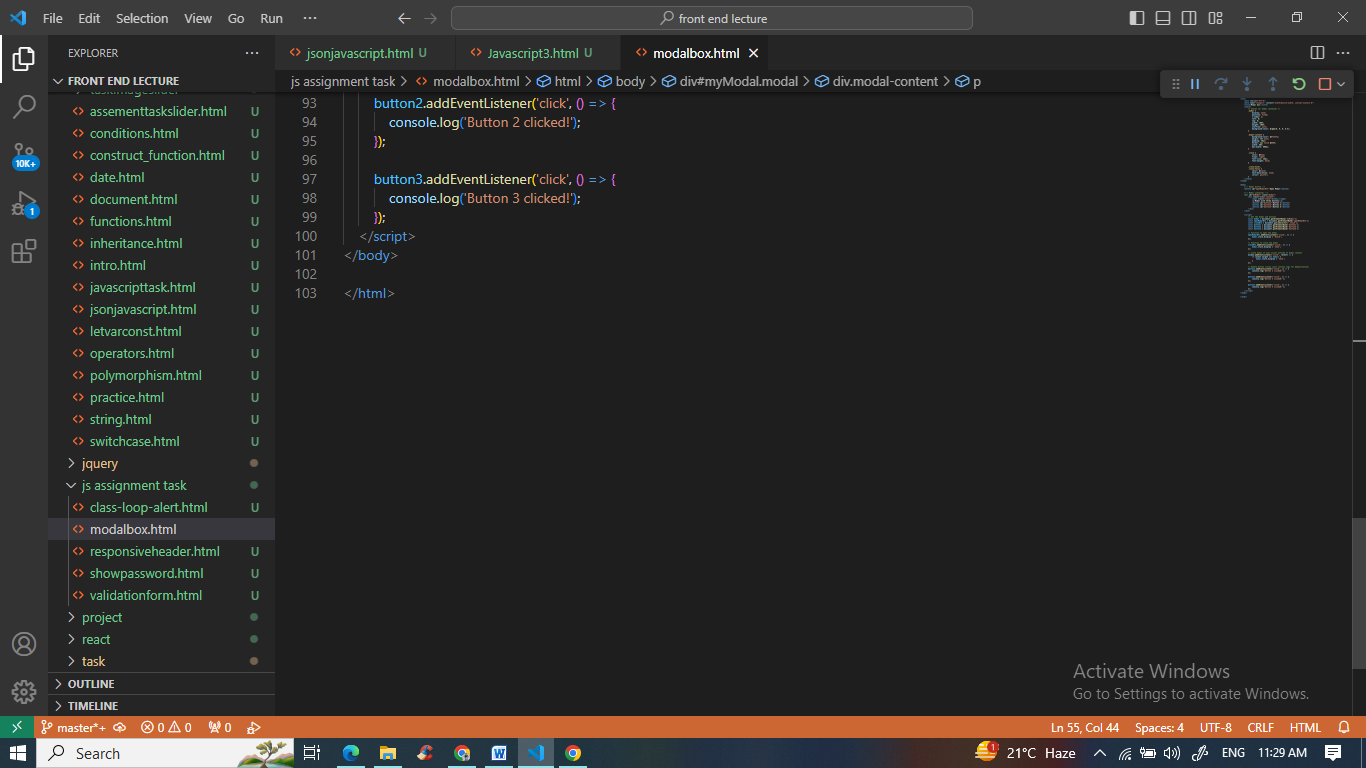 File Edit Selection View Go Run ··· front end lecture
EXPLORER ···
jsonjavascript.html U Javascript3.html U modalbox.html
FRONT END LECTURE
js assignment task > modalbox.html > html > body > div#myModal.modal > div.modal-content > p
taskimageslider
assementtaskslider.html U
conditions.html U
construct_function.html U
date.html U
document.html U
functions.html U
inheritance.html U
intro.html U
javascripttask.html U
jsonjavascript.html U
letvarconst.html U
operators.html U
polymorphism.html U
practice.html U
string.html U
switchcase.html U
jquery
js assignment task
class-loop-alert.html U
modalbox.html
responsiveheader.html U
showpassword.html U
validationform.html U
project
react
task
OUTLINE
TIMELINE
10K+
1
93 button2.addEventListener('click', () => {
94 console.log('Button 2 clicked!');
95 });
96
97 button3.addEventListener('click', () => {
98 console.log('Button 3 clicked!');
99 });
100 </script>
101 </body>
102
103 </html>
Activate Windows
Go to Settings to activate Windows.
master*+ 0 0 0 Ln 55, Col 44 Spaces: 4 UTF-8 CRLF HTML
Search 1 21°C Haze ENG 11:29 AM